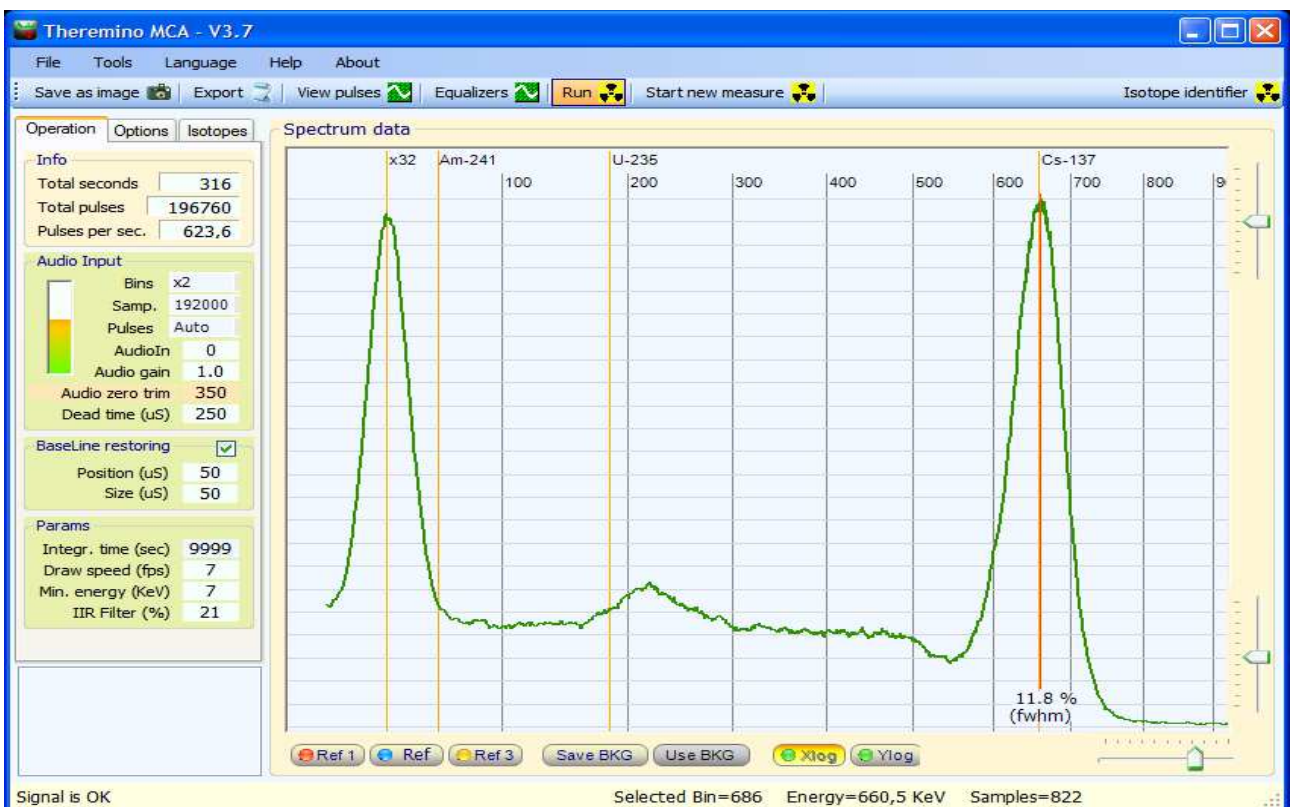 Theremino MCA - V3.7
File Tools Language Help About
Save as image Export View pulses Equalizers Run Start new measure Isotope identifier
Operation Options Isotopes
Info
Total seconds 316
Total pulses 196760
Pulses per sec. 623,6
Audio Input
Bins x2
Samp. 192000
Pulses Auto
AudioIn 0
Audio gain 1.0
Audio zero trim 350
Dead time (uS) 250
BaseLine restoring
Position (uS) 50
Size (uS) 50
Params
Integr. time (sec) 9999
Draw speed (fps) 7
Min. energy (KeV) 7
IIR Filter (%) 21
Spectrum data
x32 Am-241 U-235 Cs-137
100 200 300 400 500 600 700 800 9
11.8 %
(fwhm)
Ref 1 Ref Ref 3 Save BKG Use BKG Xlog Ylog
Signal is OK Selected Bin=686 Energy=660,5 KeV Samples=822